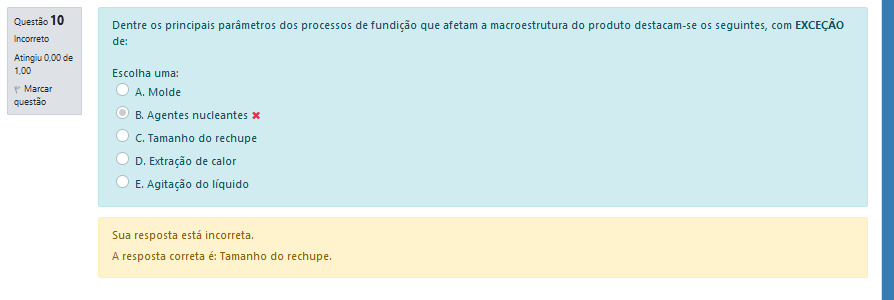 Questão 10
Incorreto
Atingiu 0,00 de
1,00
Marcar
questão
Dentre os principais parâmetros dos processos de fundição que afetam a macroestrutura do produto destacam-se os seguintes, com EXCEÇÃO
de:
Escolha uma:
A. Molde
B. Agentes nucleantes
C. Tamanho do rechupe
D. Extração de calor
E. Agitação do líquido
Sua resposta está incorreta.
A resposta correta é: Tamanho do rechupe.